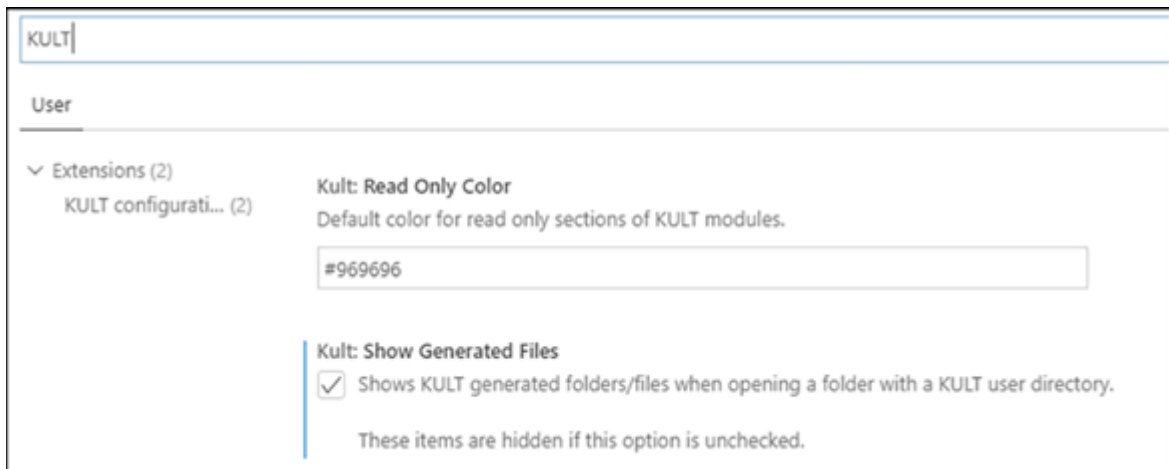 KULT
User
Extensions (2)
KULT configurati... (2)
Kult: Read Only Color
Default color for read only sections of KULT modules.
#969696
Kult: Show Generated Files
Shows KULT generated folders/files when opening a folder with a KULT user directory.
These items are hidden if this option is unchecked.